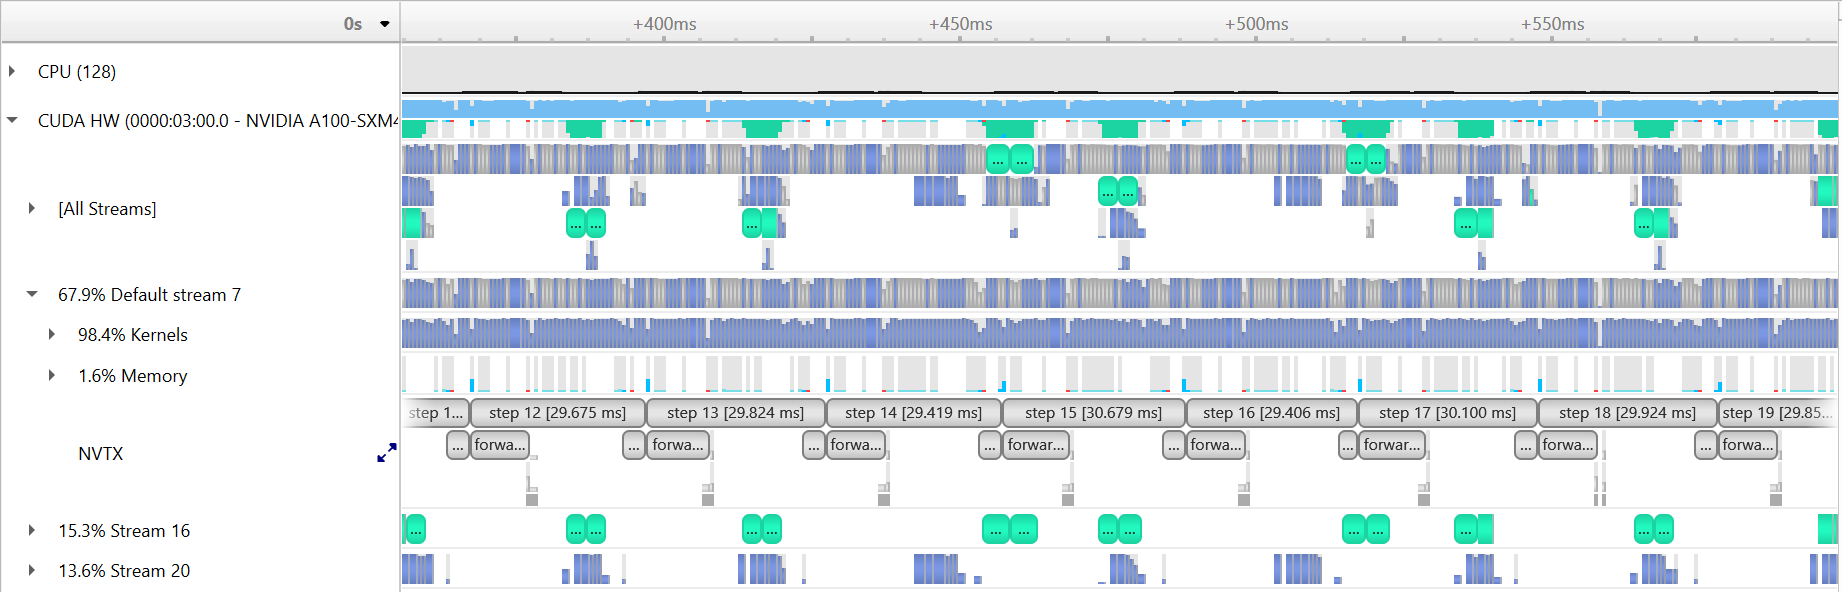 0s +400ms +450ms +500ms +550ms
CPU (128)
CUDA HW (0000:03:00.0 - NVIDIA A100-SXM4
... ... ... ...
[All Streams]
... ...
... ... ... ... ...
67.9% Default stream 7
98.4% Kernels
1.6% Memory
step 1... step 12 [29.675 ms] step 13 [29.824 ms] step 14 [29.419 ms] step 15 [30.679 ms] step 16 [29.406 ms] step 17 [30.100 ms] step 18 [29.924 ms] step 19 [29.85...
NVTX
... forwa... ... forwa... ... forwa... ... forwar... ... forwa... ... forwar... ... forwa... ... forwa...
15.3% Stream 16
... ... ... ... ... ... ... ... ... ... ... ... ... ... ...
13.6% Stream 20